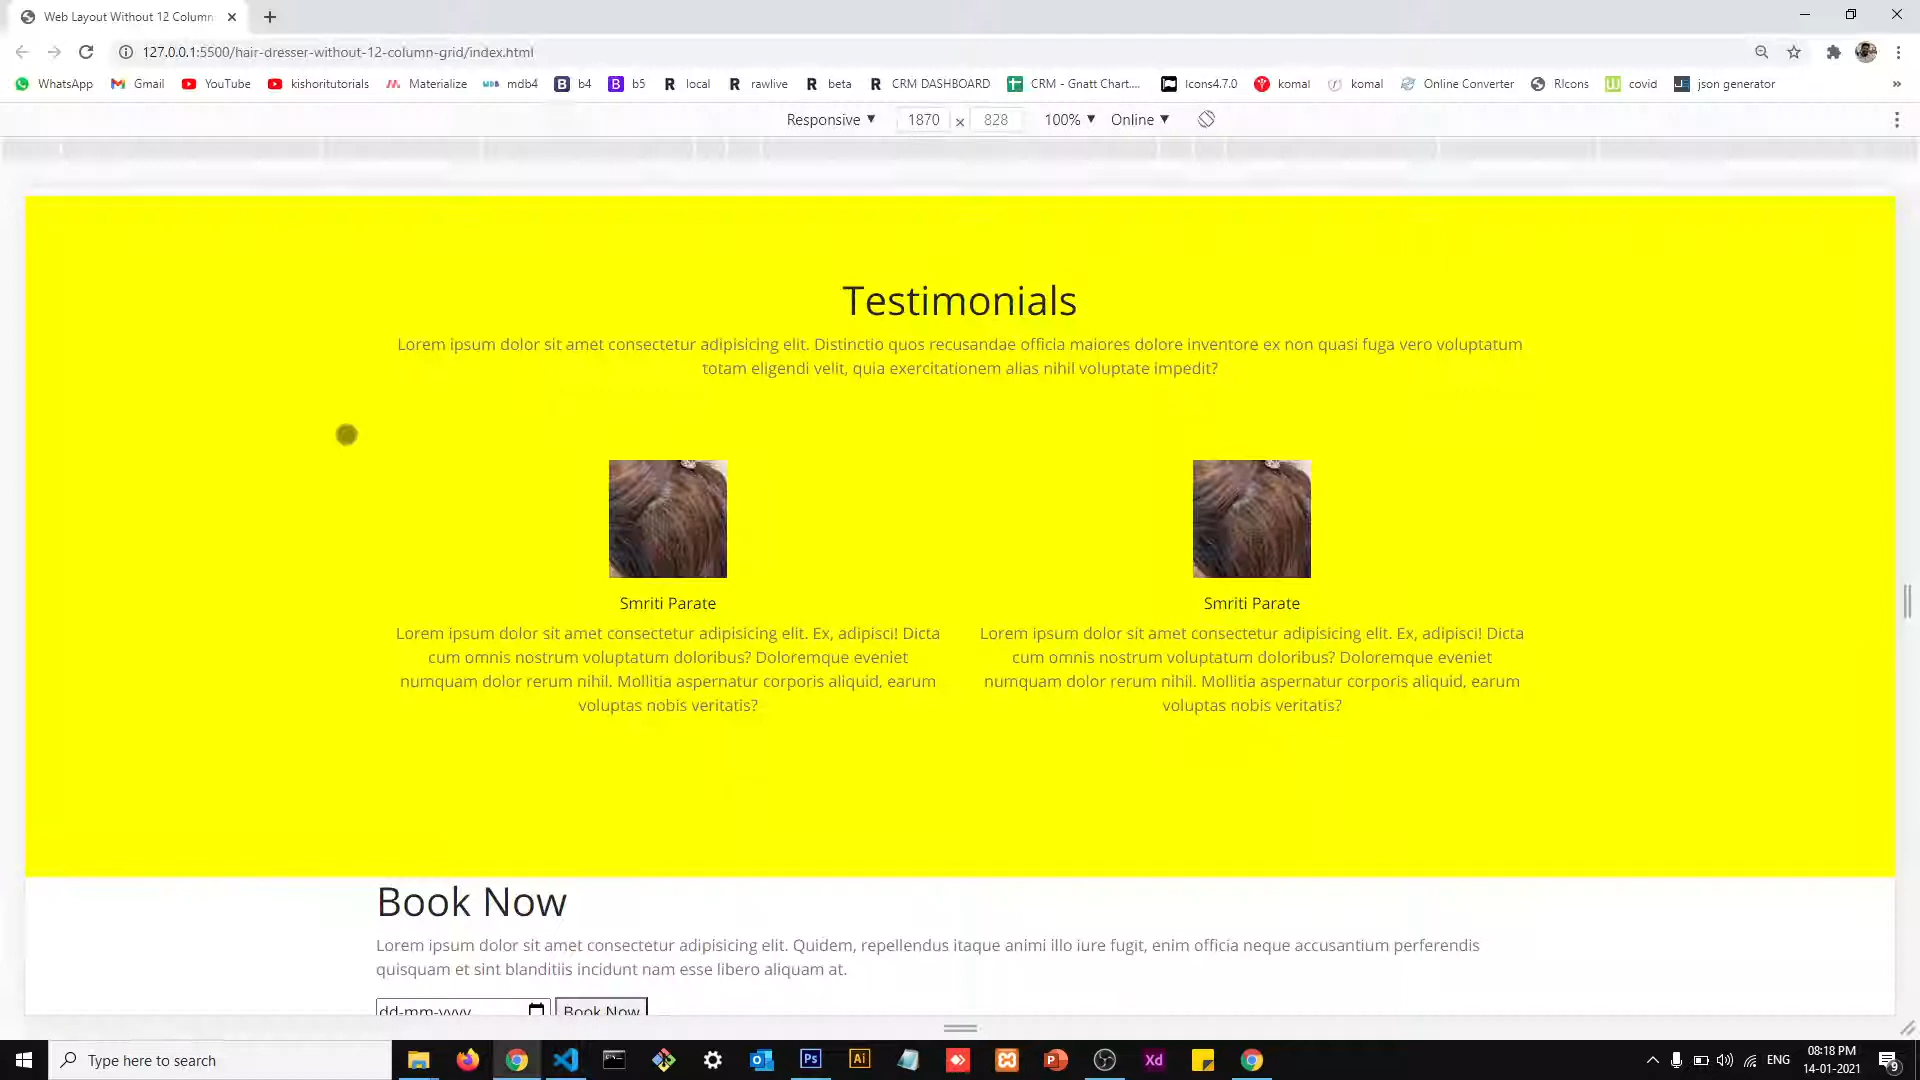 Web Layout Without 12 Column
127.0.0.1:5500/hair-dresser-without-12-column-grid/index.html
WhatsApp Gmail YouTube kishoritutorials Materialize mdb4 b4 b5 local rawlive beta CRM DASHBOARD CRM - Gnatt Chart.... Icons4.7.0 komal komal Online Converter RIcons covid json generator »
Responsive ▼ 1870 × 828 100% ▼ Online ▼
Testimonials
Lorem ipsum dolor sit amet consectetur adipisicing elit. Distinctio quos recusandae officia maiores dolore inventore ex non quasi fuga vero voluptatum
totam eligendi velit, quia exercitationem alias nihil voluptate impedit?
Smriti Parate
Lorem ipsum dolor sit amet consectetur adipisicing elit. Ex, adipisci! Dicta
cum omnis nostrum voluptatum doloribus? Doloremque eveniet
numquam dolor rerum nihil. Mollitia aspernatur corporis aliquid, earum
voluptas nobis veritatis?
Smriti Parate
Lorem ipsum dolor sit amet consectetur adipisicing elit. Ex, adipisci! Dicta
cum omnis nostrum voluptatum doloribus? Doloremque eveniet
numquam dolor rerum nihil. Mollitia aspernatur corporis aliquid, earum
voluptas nobis veritatis?
Book Now
Lorem ipsum dolor sit amet consectetur adipisicing elit. Quidem, repellendus itaque animi illo iure fugit, enim officia neque accusantium perferendis
quisquam et sint blanditiis incidunt nam esse libero aliquam at.
dd-mm-yyyy Book Now
Type here to search
Ps Ai Xd
ENG
08:18 PM
14-01-2021
9